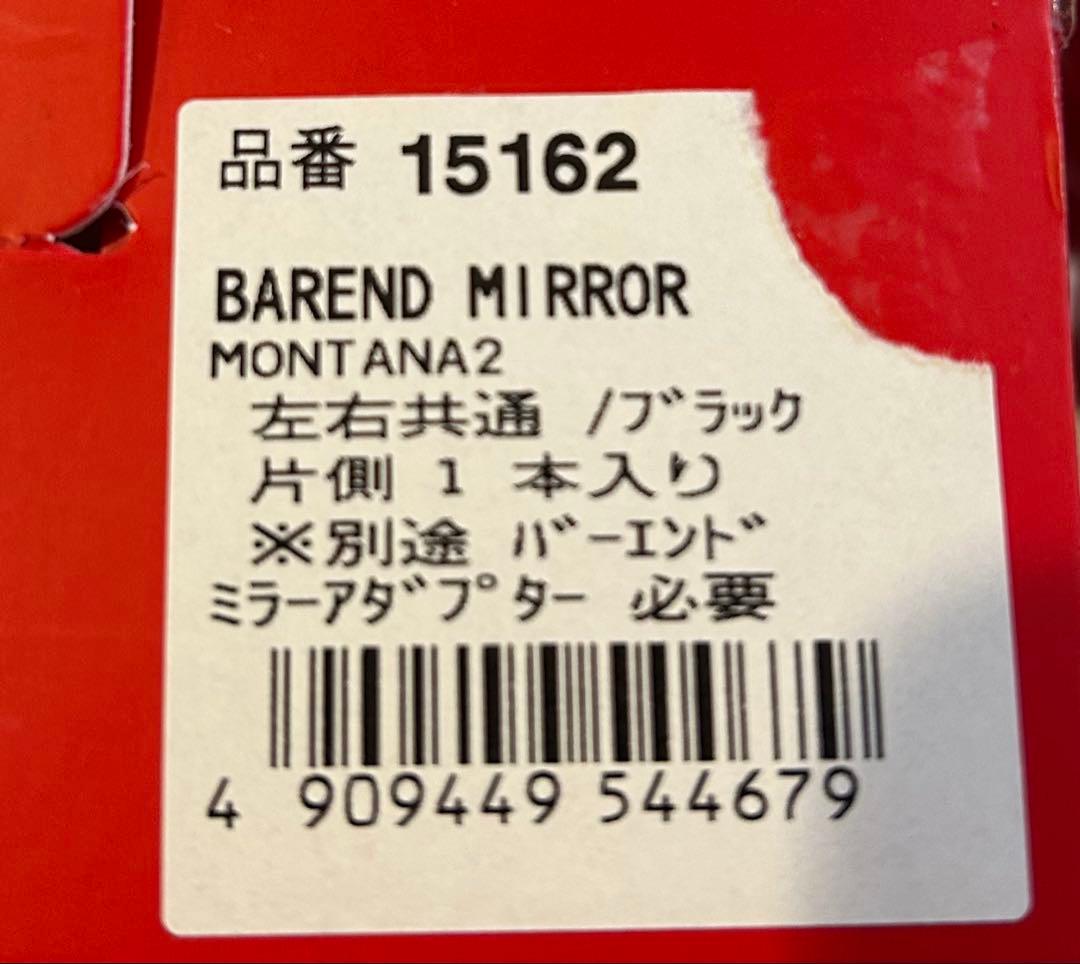 品番 15162
BAREND MIRROR
MONTANA2
左右共通 /ﾌﾞﾗｯｸ
片側 1 本入り
※別途 ﾊﾞｰｴﾝﾄﾞ
ﾐﾗｰｱﾀﾞﾌﾟﾀｰ 必要
4 909449 544679